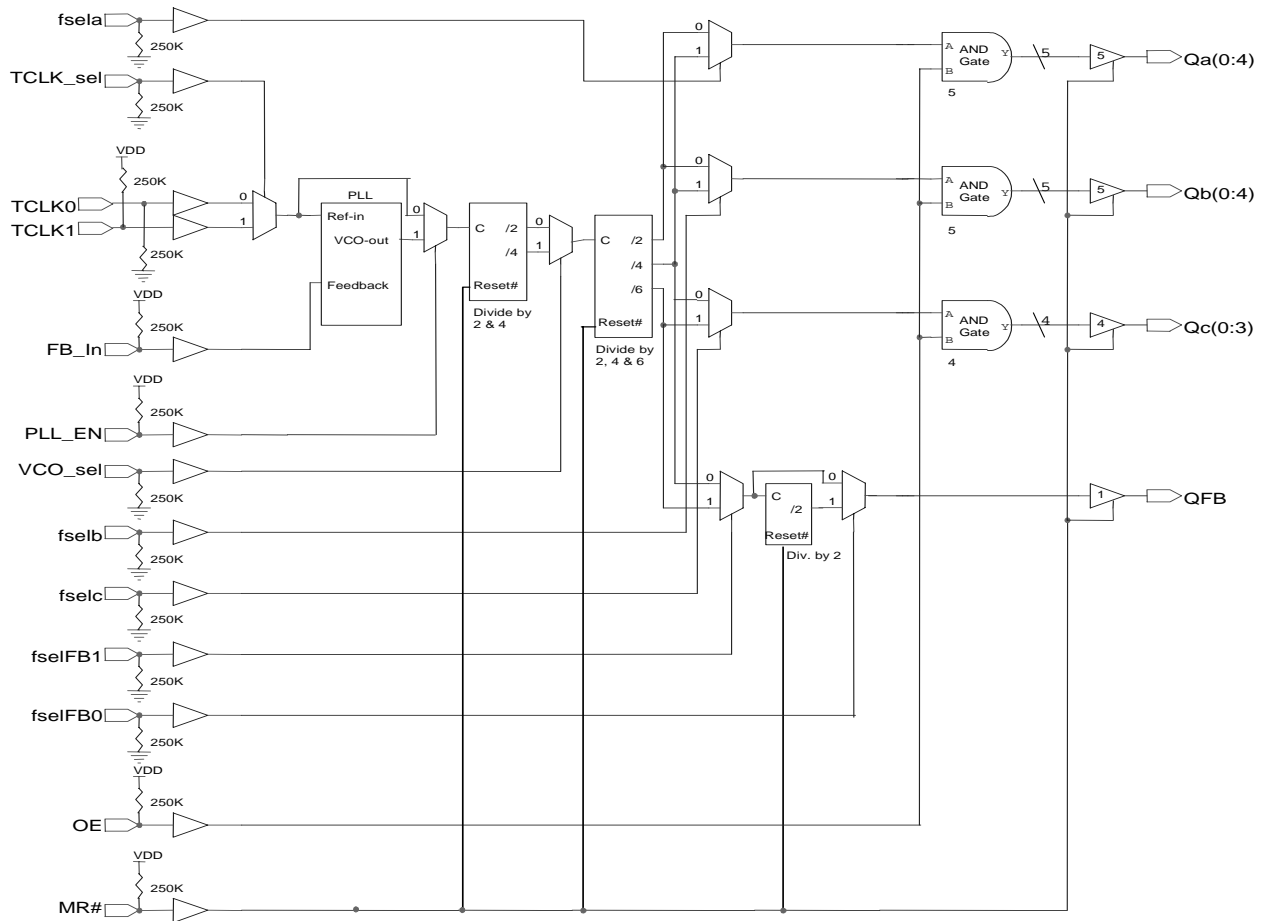 fsela
250K
TCLK_sel
250K
VDD
250K
TCLK0
TCLK1
250K
0
1
PLL
Ref-in
VCO-out
Feedback
0
1
C
/2
/4
Reset#
Divide by
2 & 4
0
1
C
/2
/4
/6
Reset#
Divide by
2, 4 & 6
VDD
250K
FB_In
VDD
250K
PLL_EN
VCO_sel
250K
fselb
250K
fselc
250K
fselFB1
250K
fselFB0
250K
VDD
250K
OE
VDD
250K
MR#
0
1
A
B
AND
Gate
Y
5
5
5
Qa(0:4)
0
1
A
B
AND
Gate
Y
5
5
5
Qb(0:4)
0
1
A
B
AND
Gate
Y
4
4
4
Qc(0:3)
0
1
C
/2
Reset#
Div. by 2
0
1
1
QFB